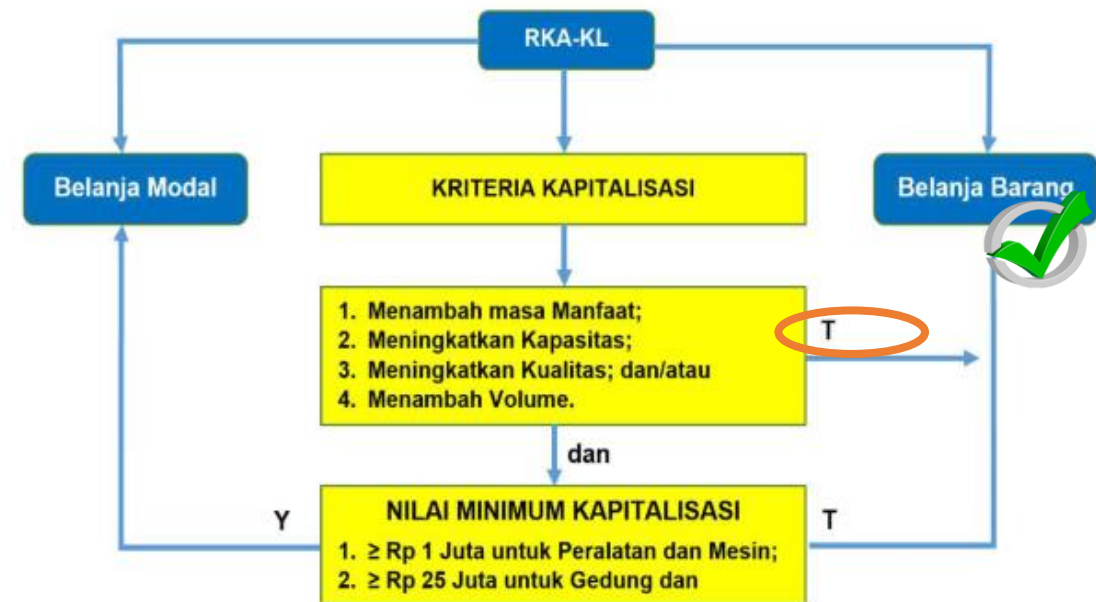 RKA-KL
Belanja Modal
KRITERIA KAPITALISASI
Belanja Barang
1. Menambah masa Manfaat;
2. Meningkatkan Kapasitas;
3. Meningkatkan Kualitas; dan/atau
4. Menambah Volume.
T
dan
Y
NILAI MINIMUM KAPITALISASI
1. ≥ Rp 1 Juta untuk Peralatan dan Mesin;
2. ≥ Rp 25 Juta untuk Gedung dan
T